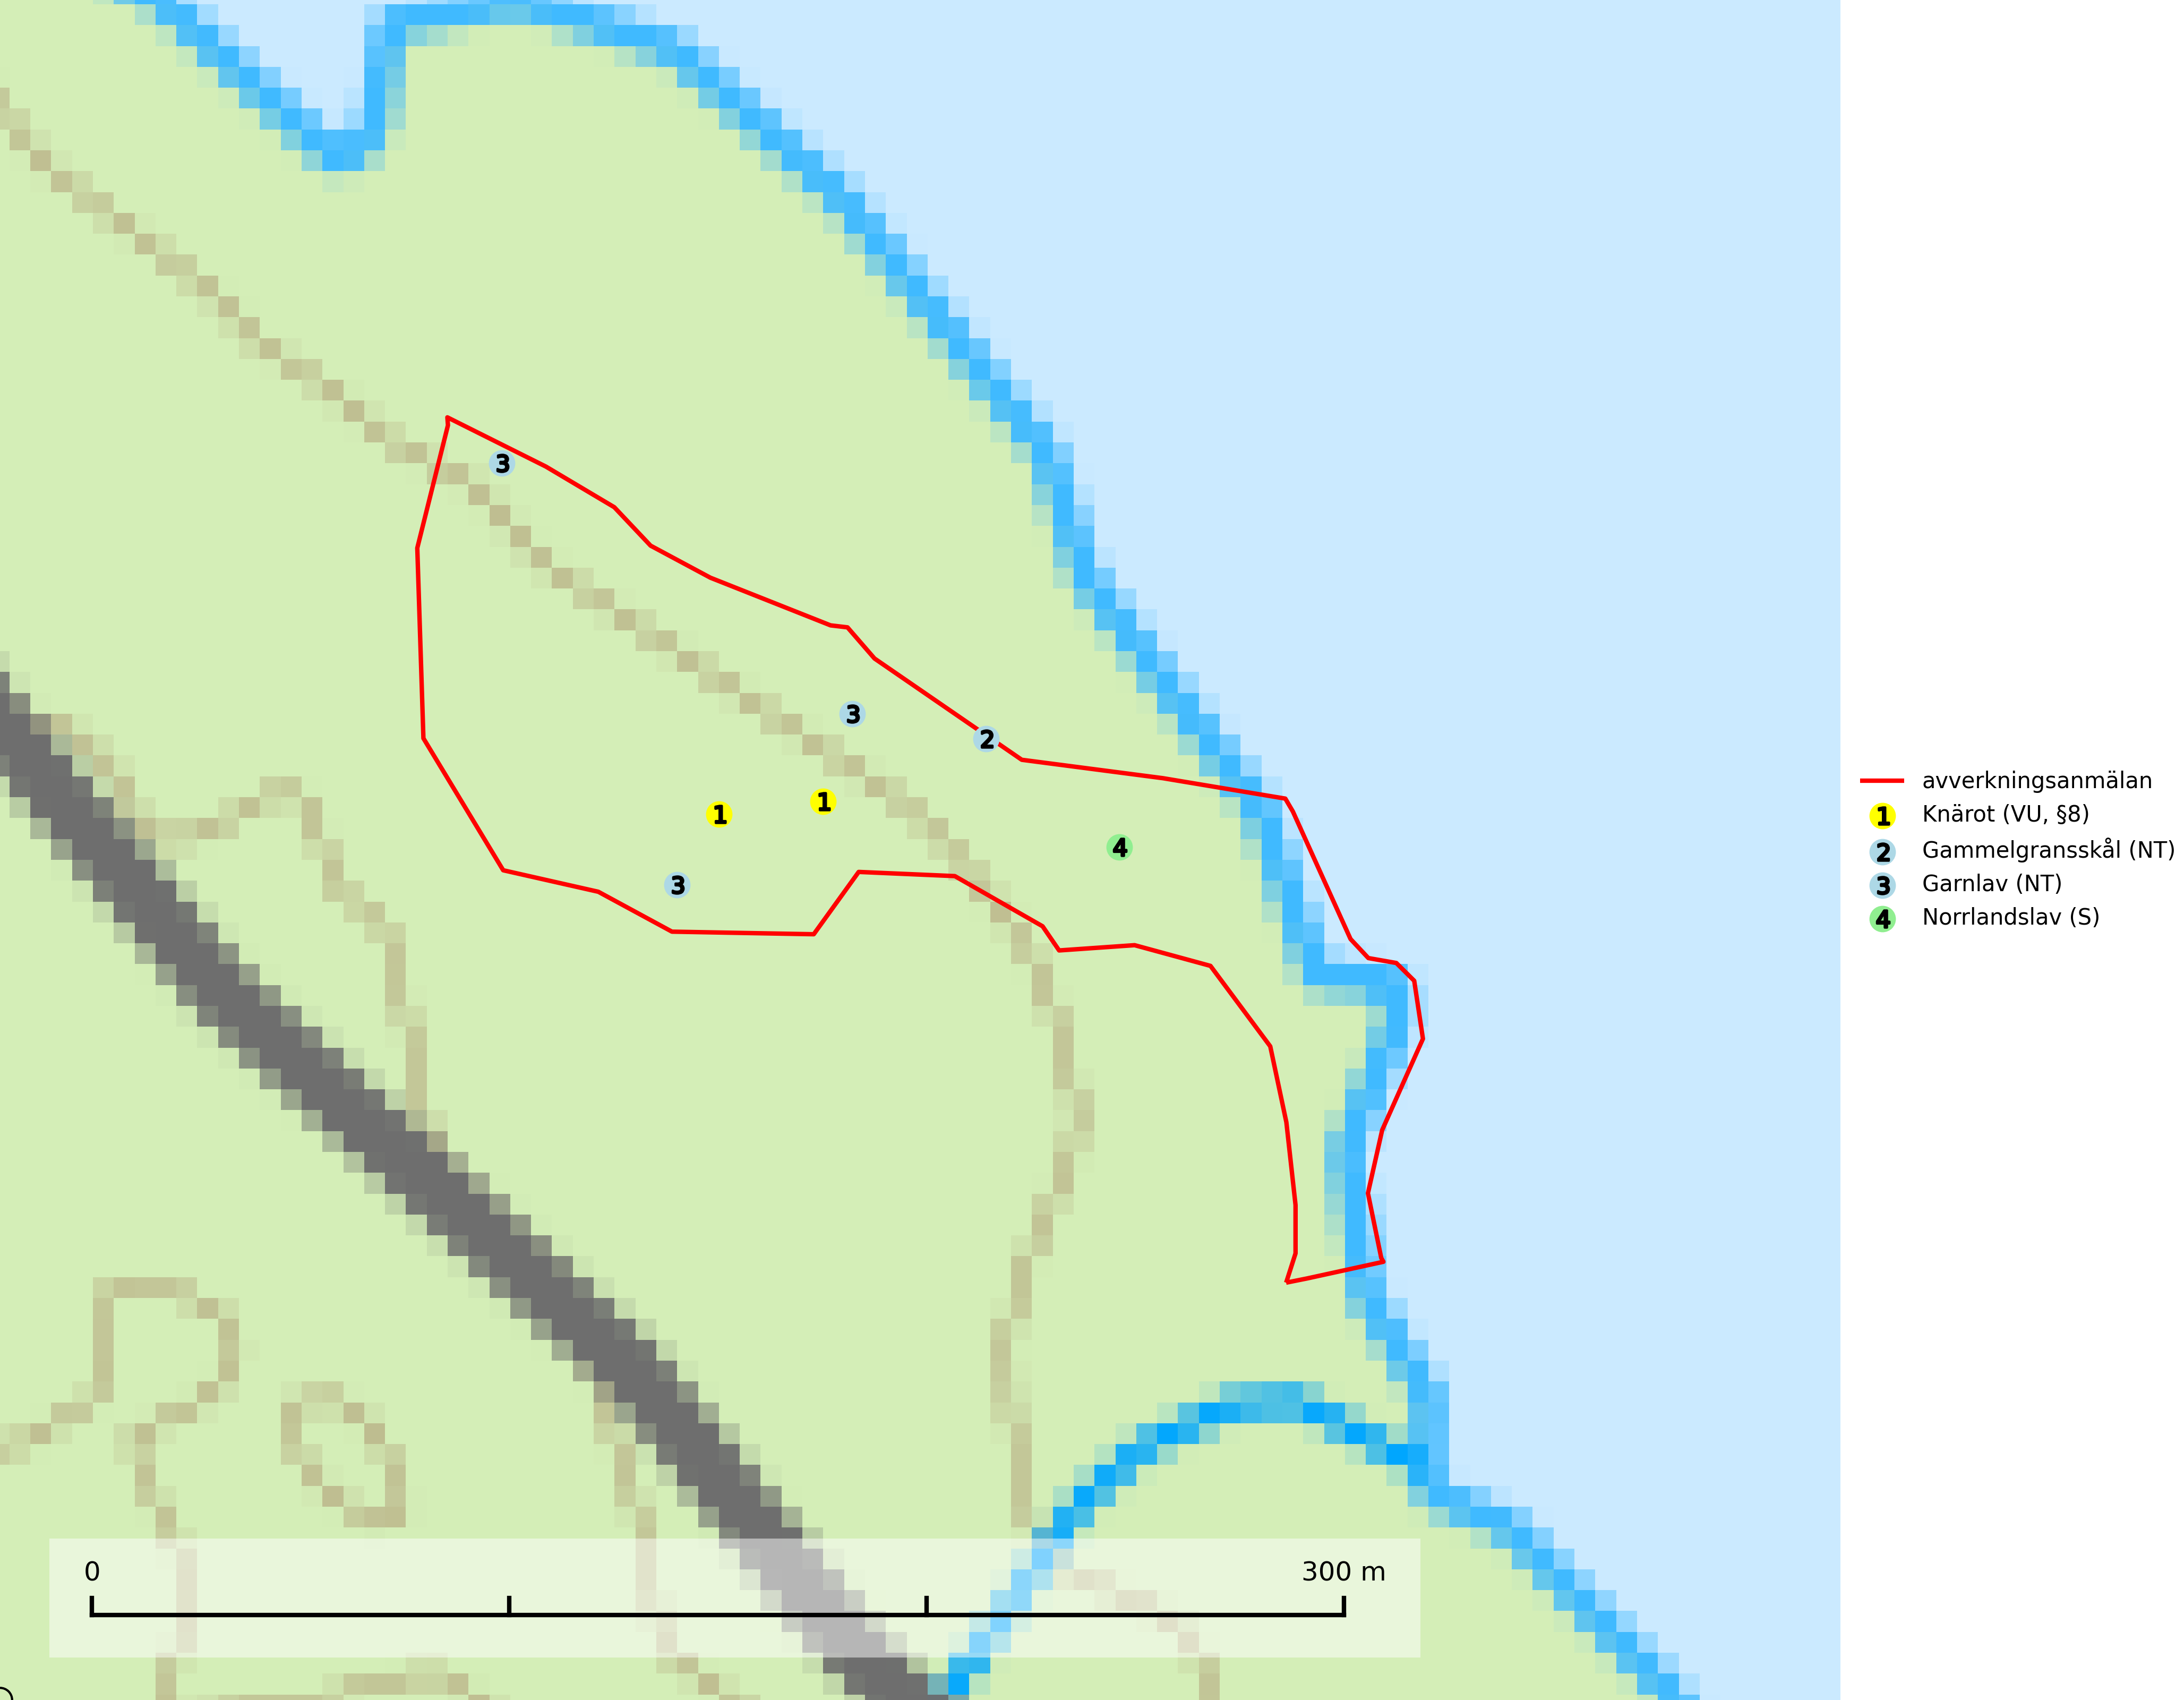 3
3
2
1
1
4
3
avverkningsanmälan
1 Knärot (VU, §8)
2 Gammelgransskål (NT)
3 Garnlav (NT)
4 Norrlandslav (S)
0 300 m